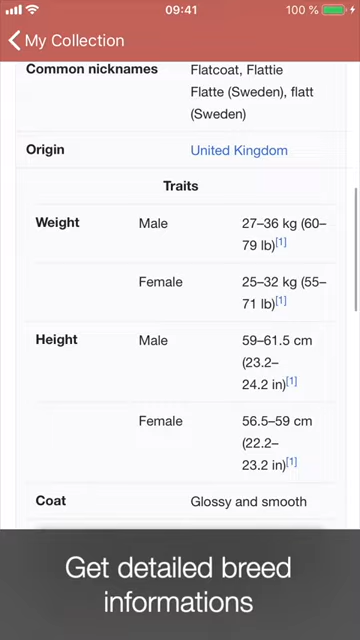 09:41
100 %
My Collection
Common nicknames
Flatcoat, Flattie
Flatte (Sweden), flatt
(Sweden)
Origin
United Kingdom
Traits
Weight
Male
27–36 kg (60–
79 lb)[1]
Female
25–32 kg (55–
71 lb)[1]
Height
Male
59–61.5 cm
(23.2–
24.2 in)[1]
Female
56.5–59 cm
(22.2–
23.2 in)[1]
Coat
Glossy and smooth
Get detailed breed
informations